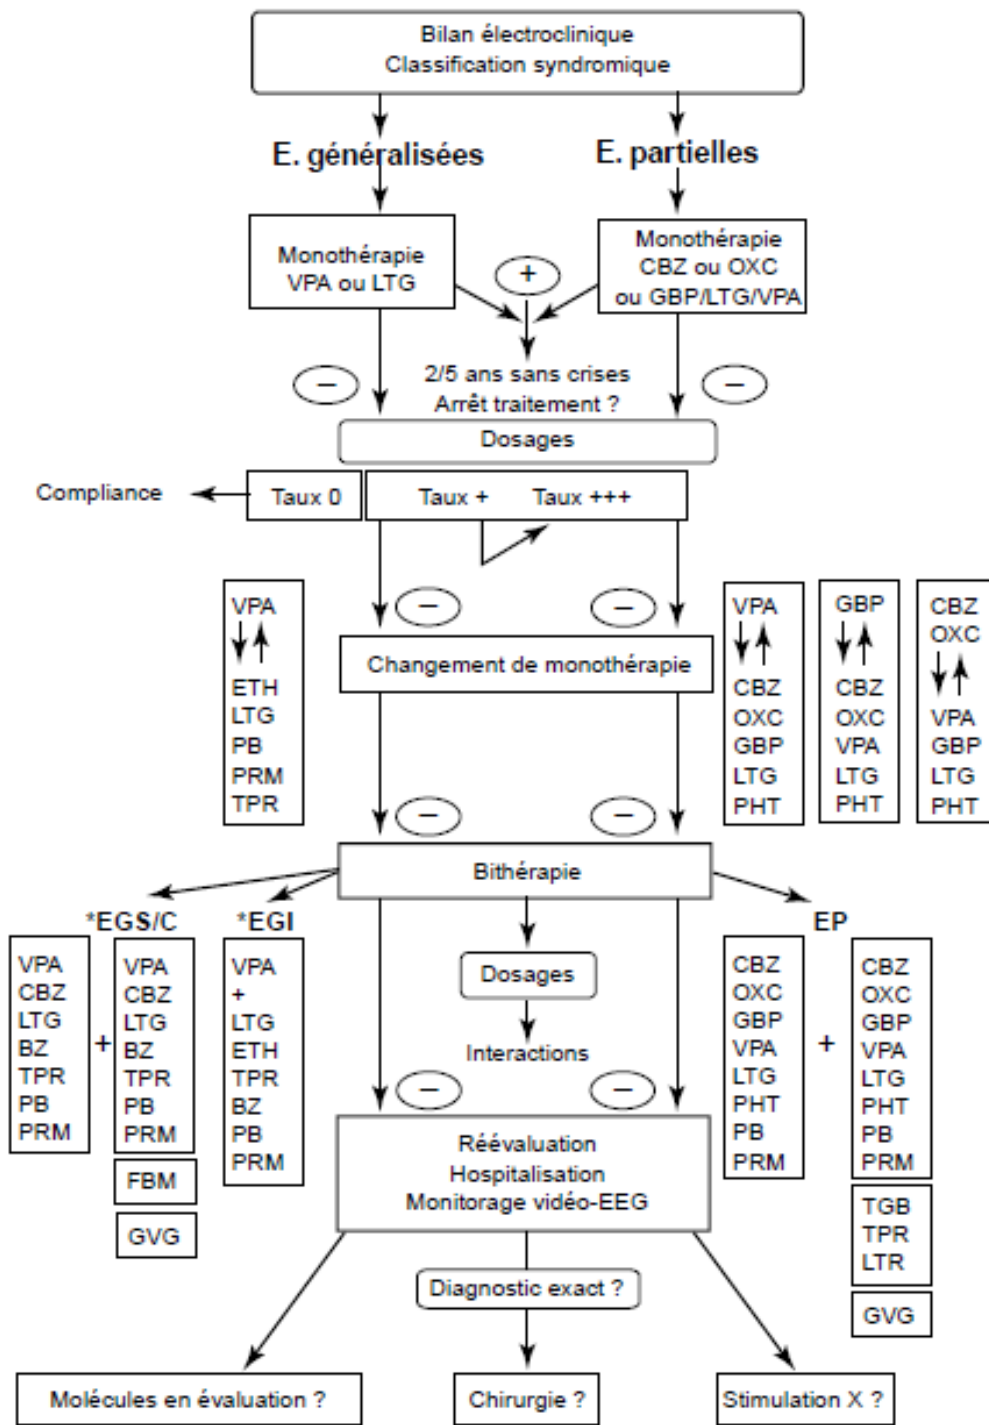 Bilan électroclinique
Classification syndromique
E. généralisées
E. partielles
Monothérapie
VPA ou LTG
+
Monothérapie
CBZ ou OXC
ou GBP/LTG/VPA
−
2/5 ans sans crises
Arrêt traitement ?
−
Dosages
Compliance
Taux 0
Taux +
Taux +++
VPA
ETH
LTG
PB
PRM
TPR
−
−
Changement de monothérapie
VPA
CBZ
OXC
GBP
LTG
PHT
GBP
CBZ
OXC
VPA
LTG
PHT
CBZ
OXC
VPA
GBP
LTG
PHT
−
−
Bithérapie
*EGS/C
VPA
CBZ
LTG
BZ
TPR
PB
PRM
+
VPA
CBZ
LTG
BZ
TPR
PB
PRM
FBM
GVG
*EGI
VPA
+
LTG
ETH
TPR
BZ
PB
PRM
Dosages
Interactions
−
−
EP
CBZ
OXC
GBP
VPA
LTG
PHT
PB
PRM
+
CBZ
OXC
GBP
VPA
LTG
PHT
PB
PRM
TGB
TPR
LTR
GVG
Réévaluation
Hospitalisation
Monitorage vidéo-EEG
Diagnostic exact ?
Molécules en évaluation ?
Chirurgie ?
Stimulation X ?